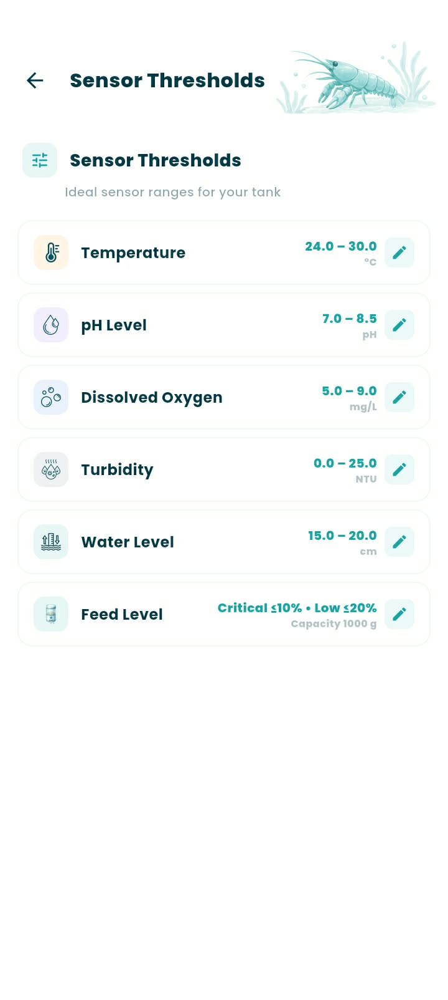 Sensor Thresholds
Sensor Thresholds
Ideal sensor ranges for your tank
Temperature
24.0 – 30.0
°C
pH Level
7.0 – 8.5
pH
Dissolved Oxygen
5.0 – 9.0
mg/L
Turbidity
0.0 – 25.0
NTU
Water Level
15.0 – 20.0
cm
Feed Level
Critical ≤10% • Low ≤20%
Capacity 1000 g